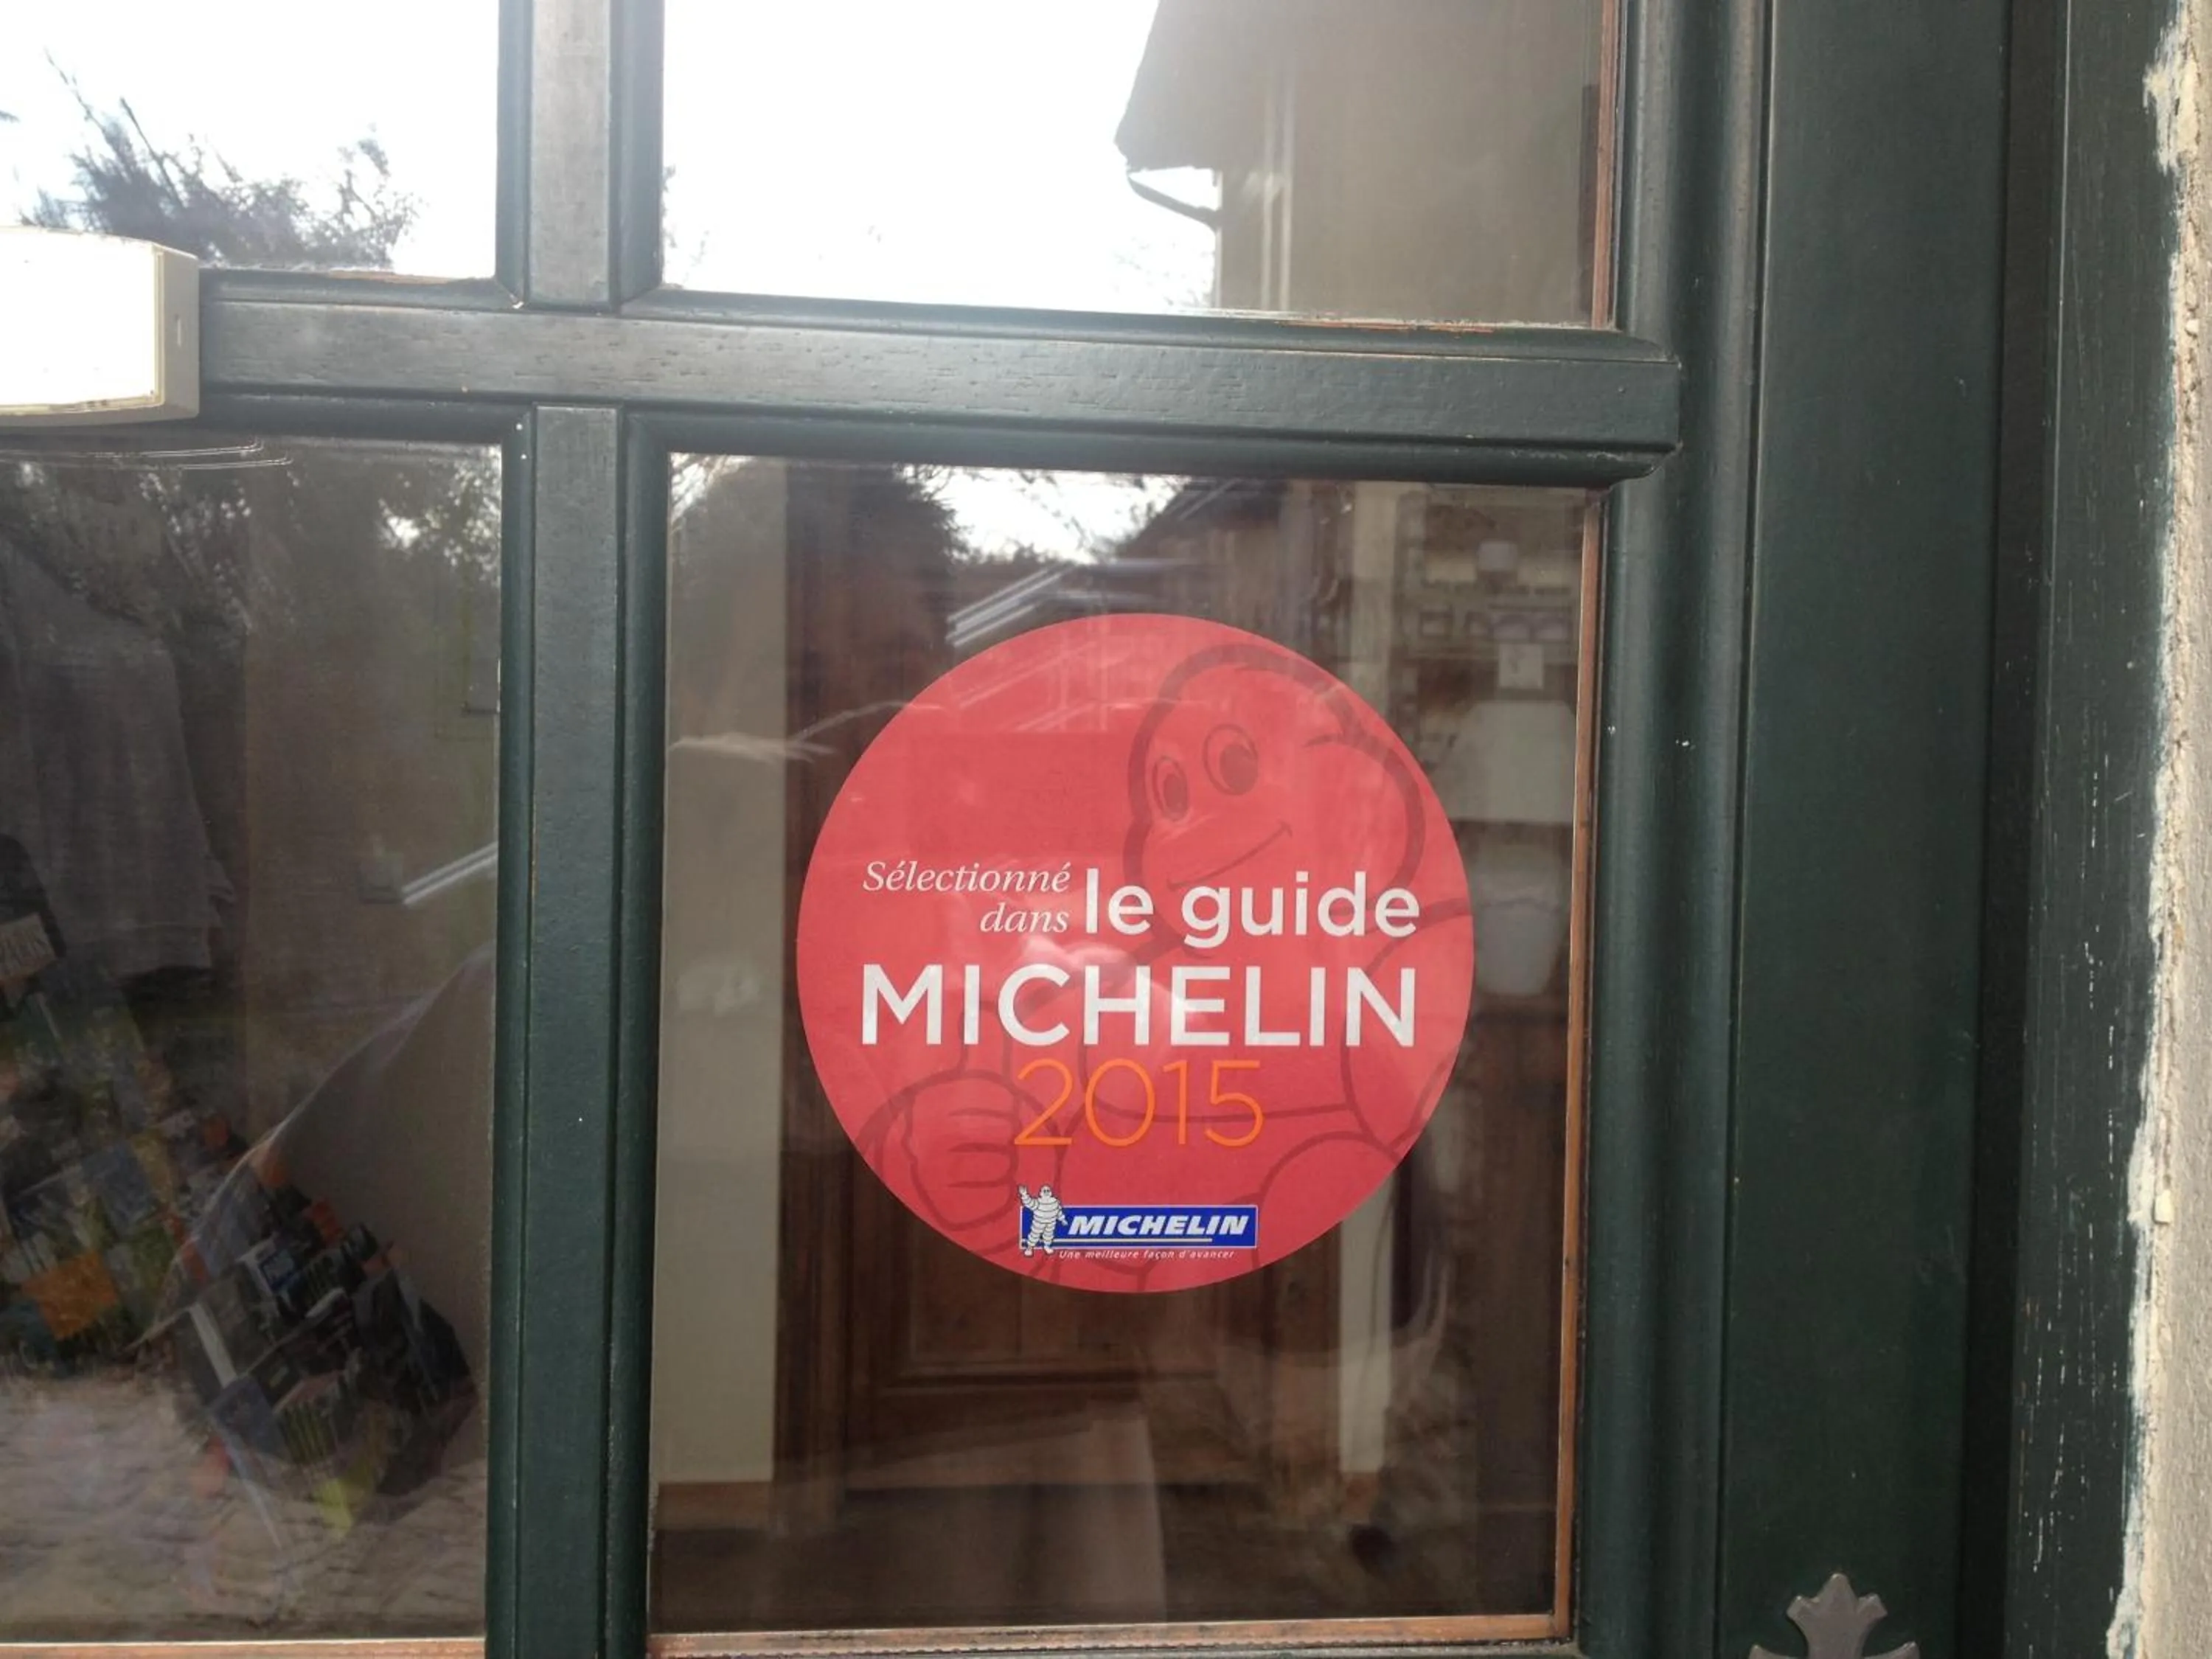 Sélectionné
dans le guide
MICHELIN
2015
MICHELIN
Une meilleure façon d'avancer